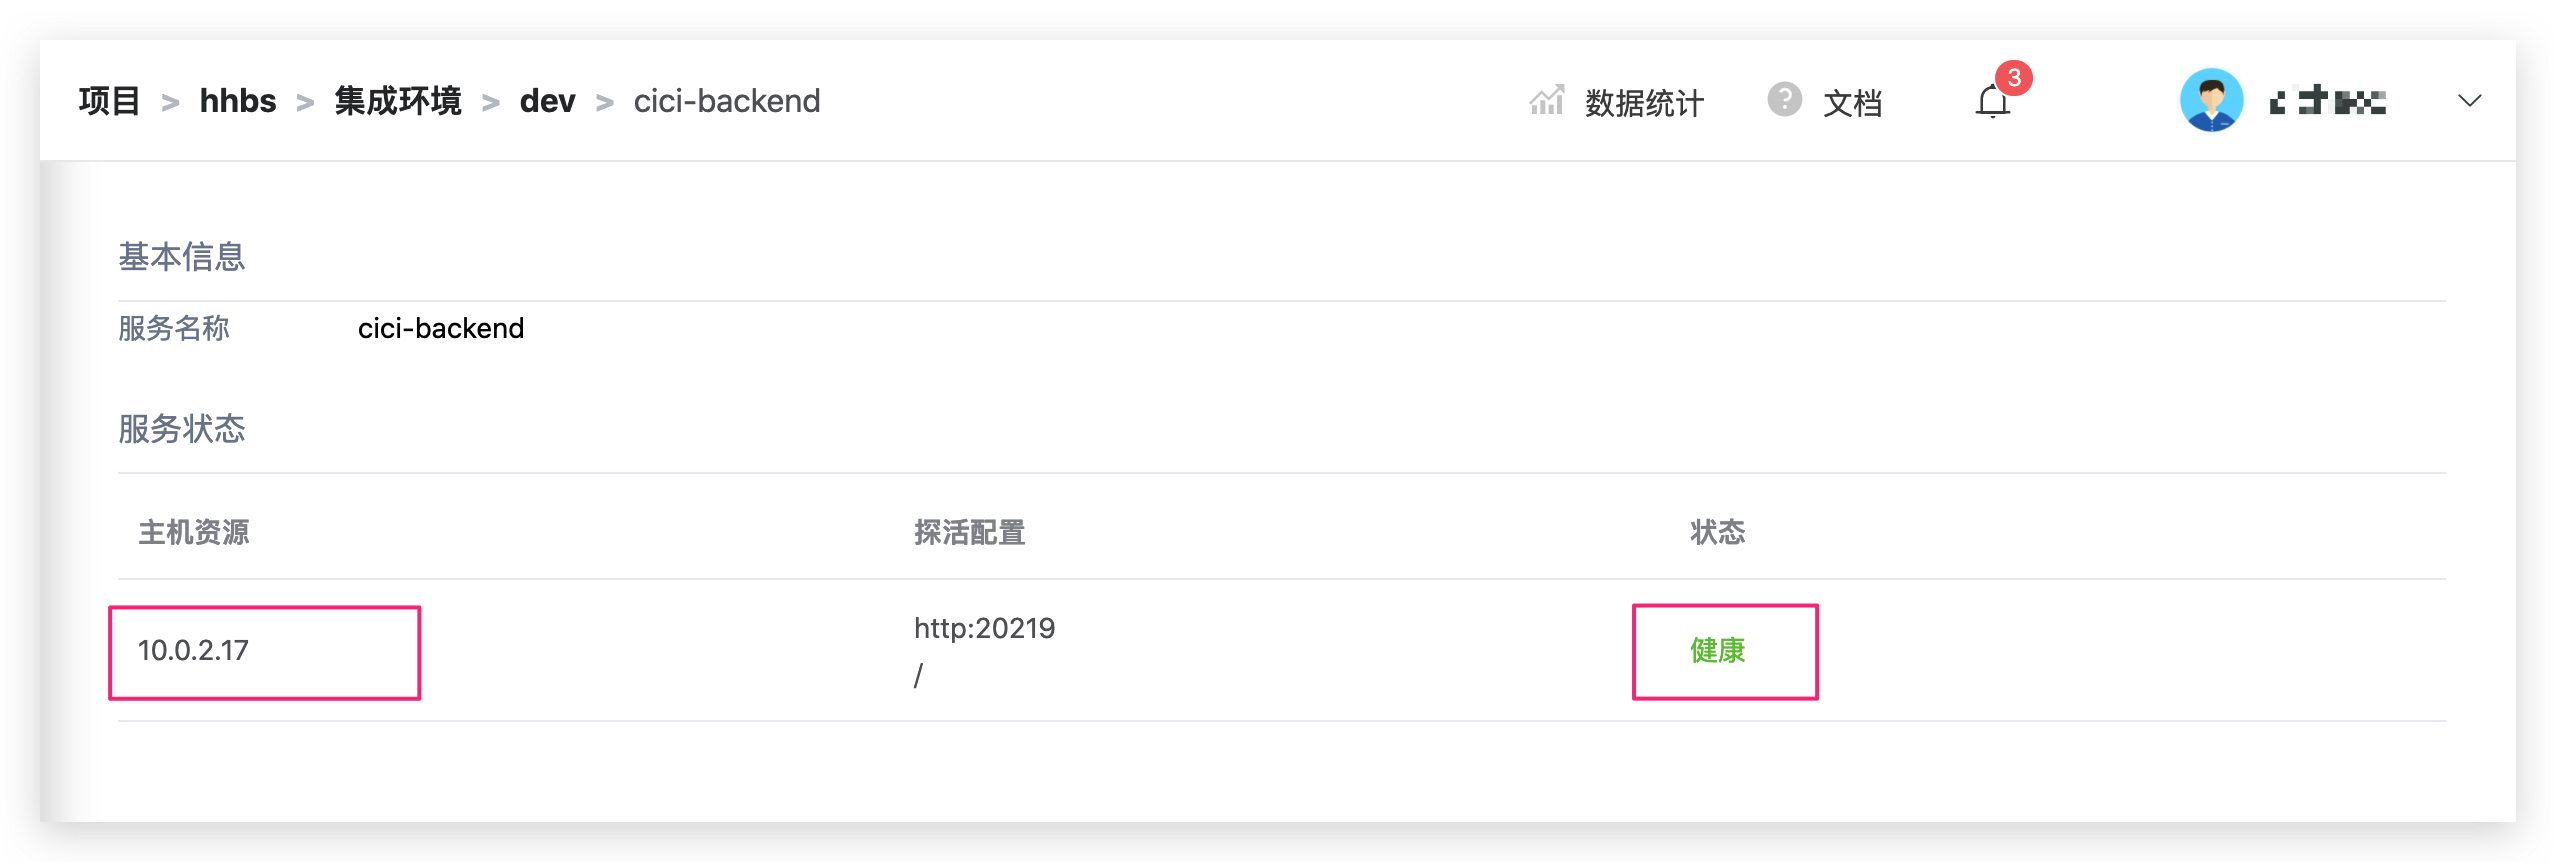 项目 > hhbs > 集成环境 > dev > cici-backend 数据统计 ? 文档 3
基本信息
服务名称 cici-backend
服务状态
主机资源 探活配置 状态
10.0.2.17 http:20219 健康
/